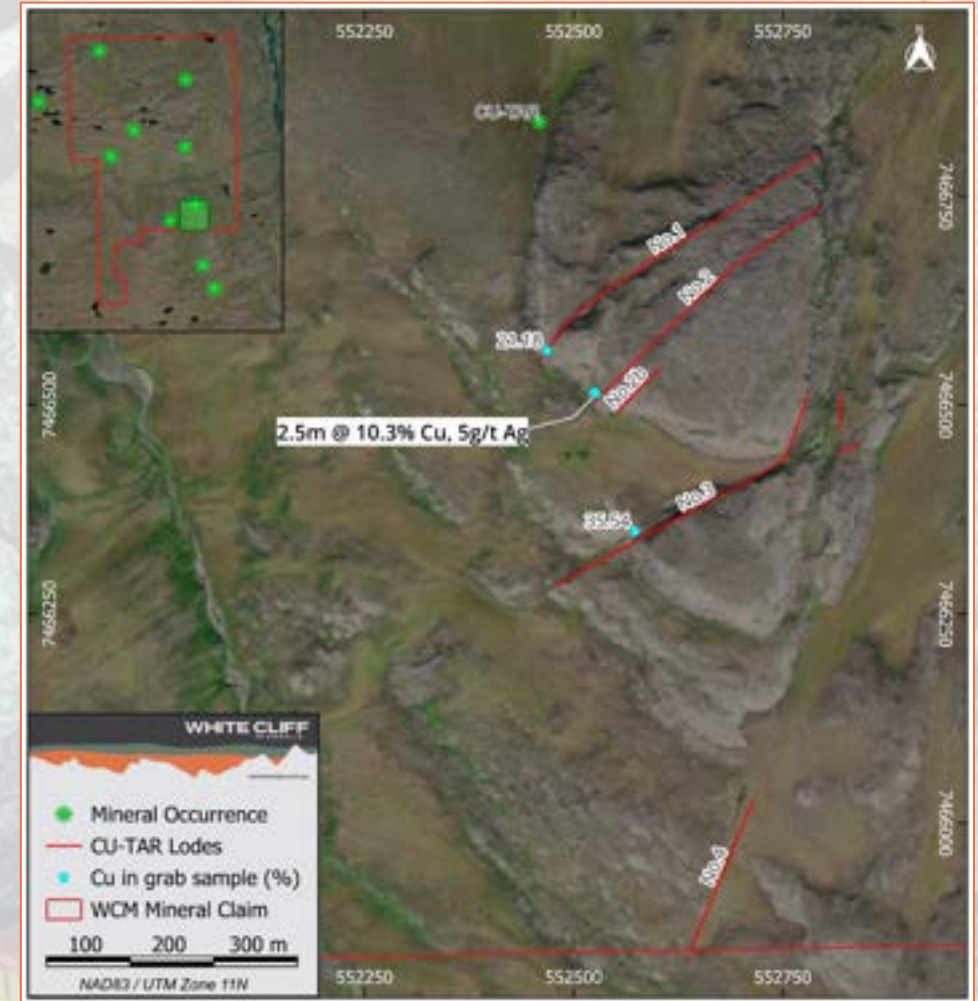 552250 552500 552750
CU-TAR
7466750
No.1
No.2
21.18
No.2b
7466500 7466500
2.5m @ 10.3% Cu, 5g/t Ag
No.3
35.54
7466250 7466250
WHITE CLIFF
Mineral Occurrence
CU-TAR Lodes
Cu in grab sample (%)
WCM Mineral Claim
100 200 300 m
NAD83 / UTM Zone 11N
7466000
No.4
552250 552500 552750